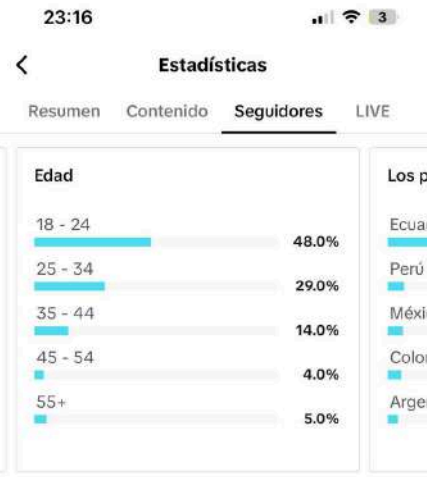 23:16
3
Estadísticas
Resumen Contenido Seguidores LIVE
Edad
18 - 24
48.0%
25 - 34
29.0%
35 - 44
14.0%
45 - 54
4.0%
55+
5.0%
Los
Perú